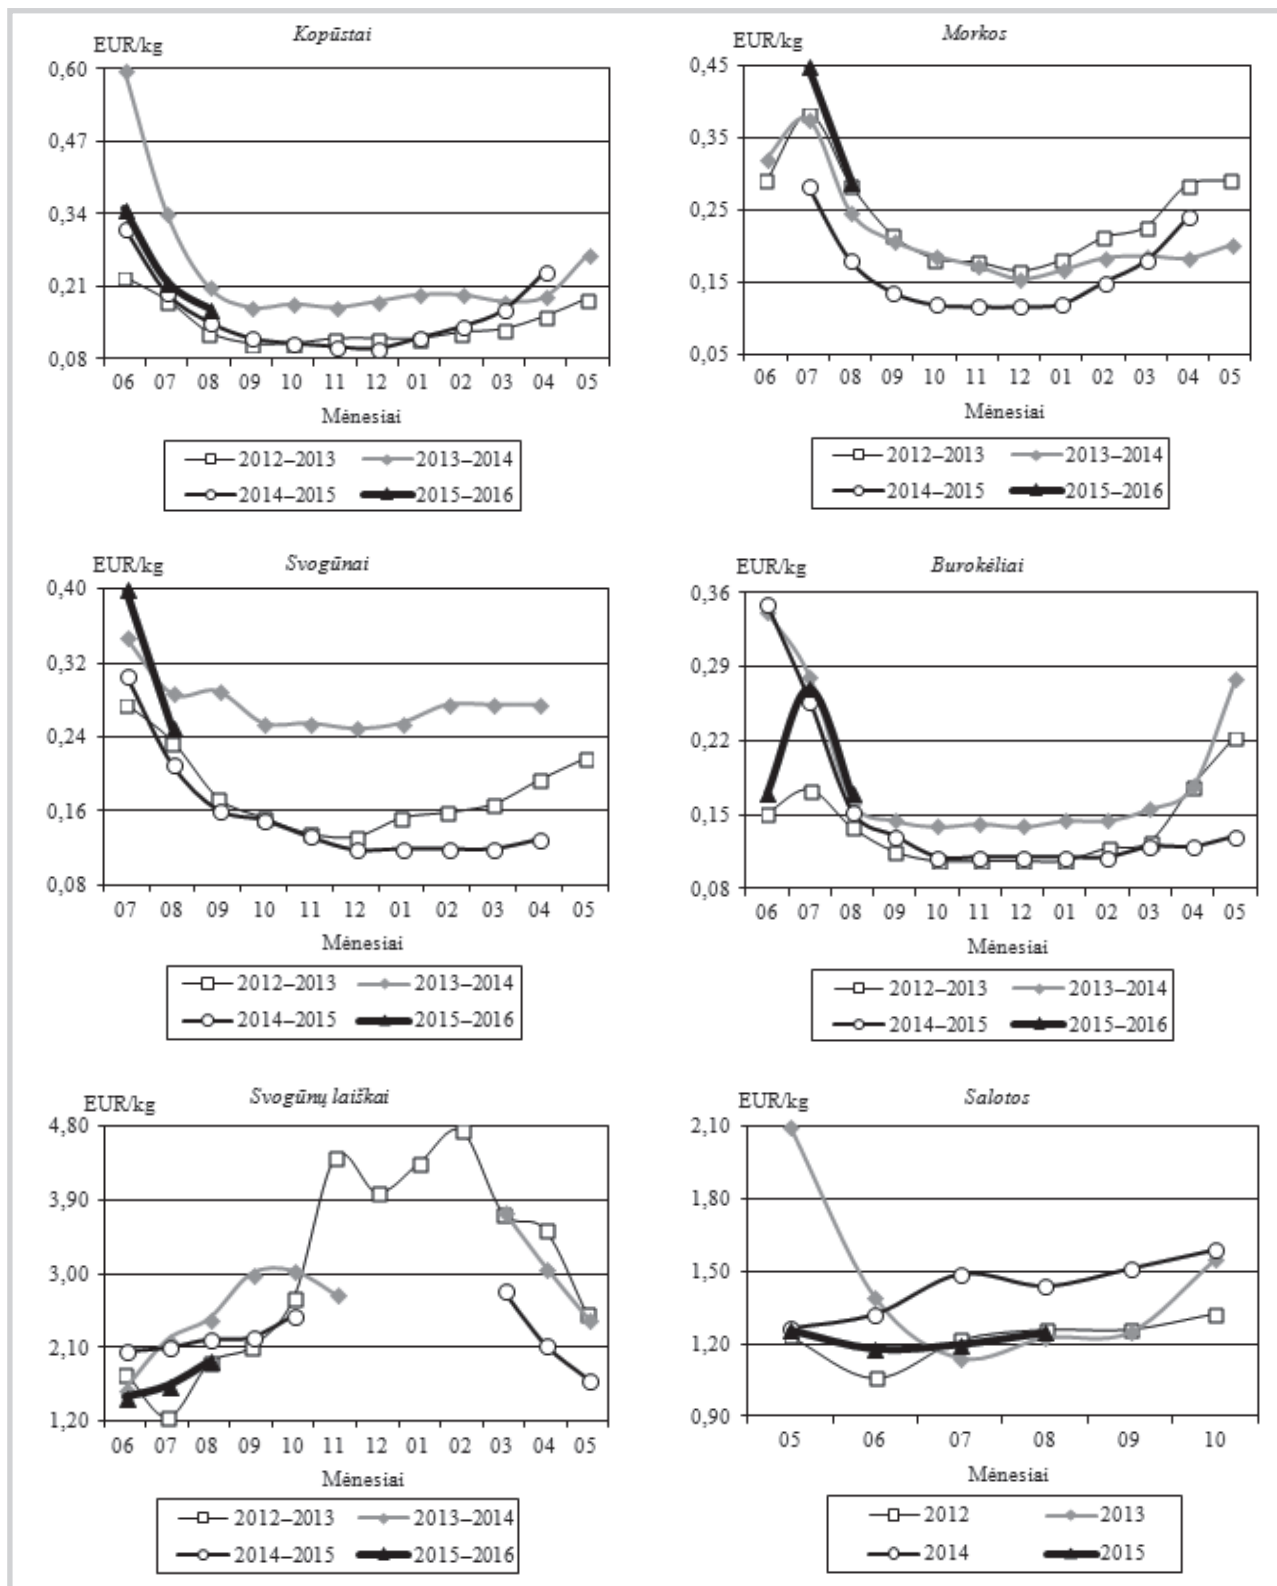 Kopūstai
EUR/kg
0,60
0,47
0,34
0,21
0,08
06 07 08 09 10 11 12 01 02 03 04 05
Mėnesiai
2012–2013 2013–2014
2014–2015 2015–2016
Morkos
EUR/kg
0,45
0,35
0,25
0,15
0,05
06 07 08 09 10 11 12 01 02 03 04 05
Mėnesiai
2012–2013 2013–2014
2014–2015 2015–2016
Svogūnai
EUR/kg
0,40
0,32
0,24
0,16
0,08
07 08 09 10 11 12 01 02 03 04 05
Mėnesiai
2012–2013 2013–2014
2014–2015 2015–2016
Burokėliai
EUR/kg
0,36
0,29
0,22
0,15
0,08
06 07 08 09 10 11 12 01 02 03 04 05
Mėnesiai
2012–2013 2013–2014
2014–2015 2015–2016
Svogūnų laiškai
EUR/kg
4,80
3,90
3,00
2,10
1,20
06 07 08 09 10 11 12 01 02 03 04 05
Mėnesiai
2012–2013 2013–2014
2014–2015 2015–2016
Salotos
EUR/kg
2,10
1,80
1,50
1,20
0,90
05 06 07 08 09 10
Mėnesiai
2012 2013
2014 2015